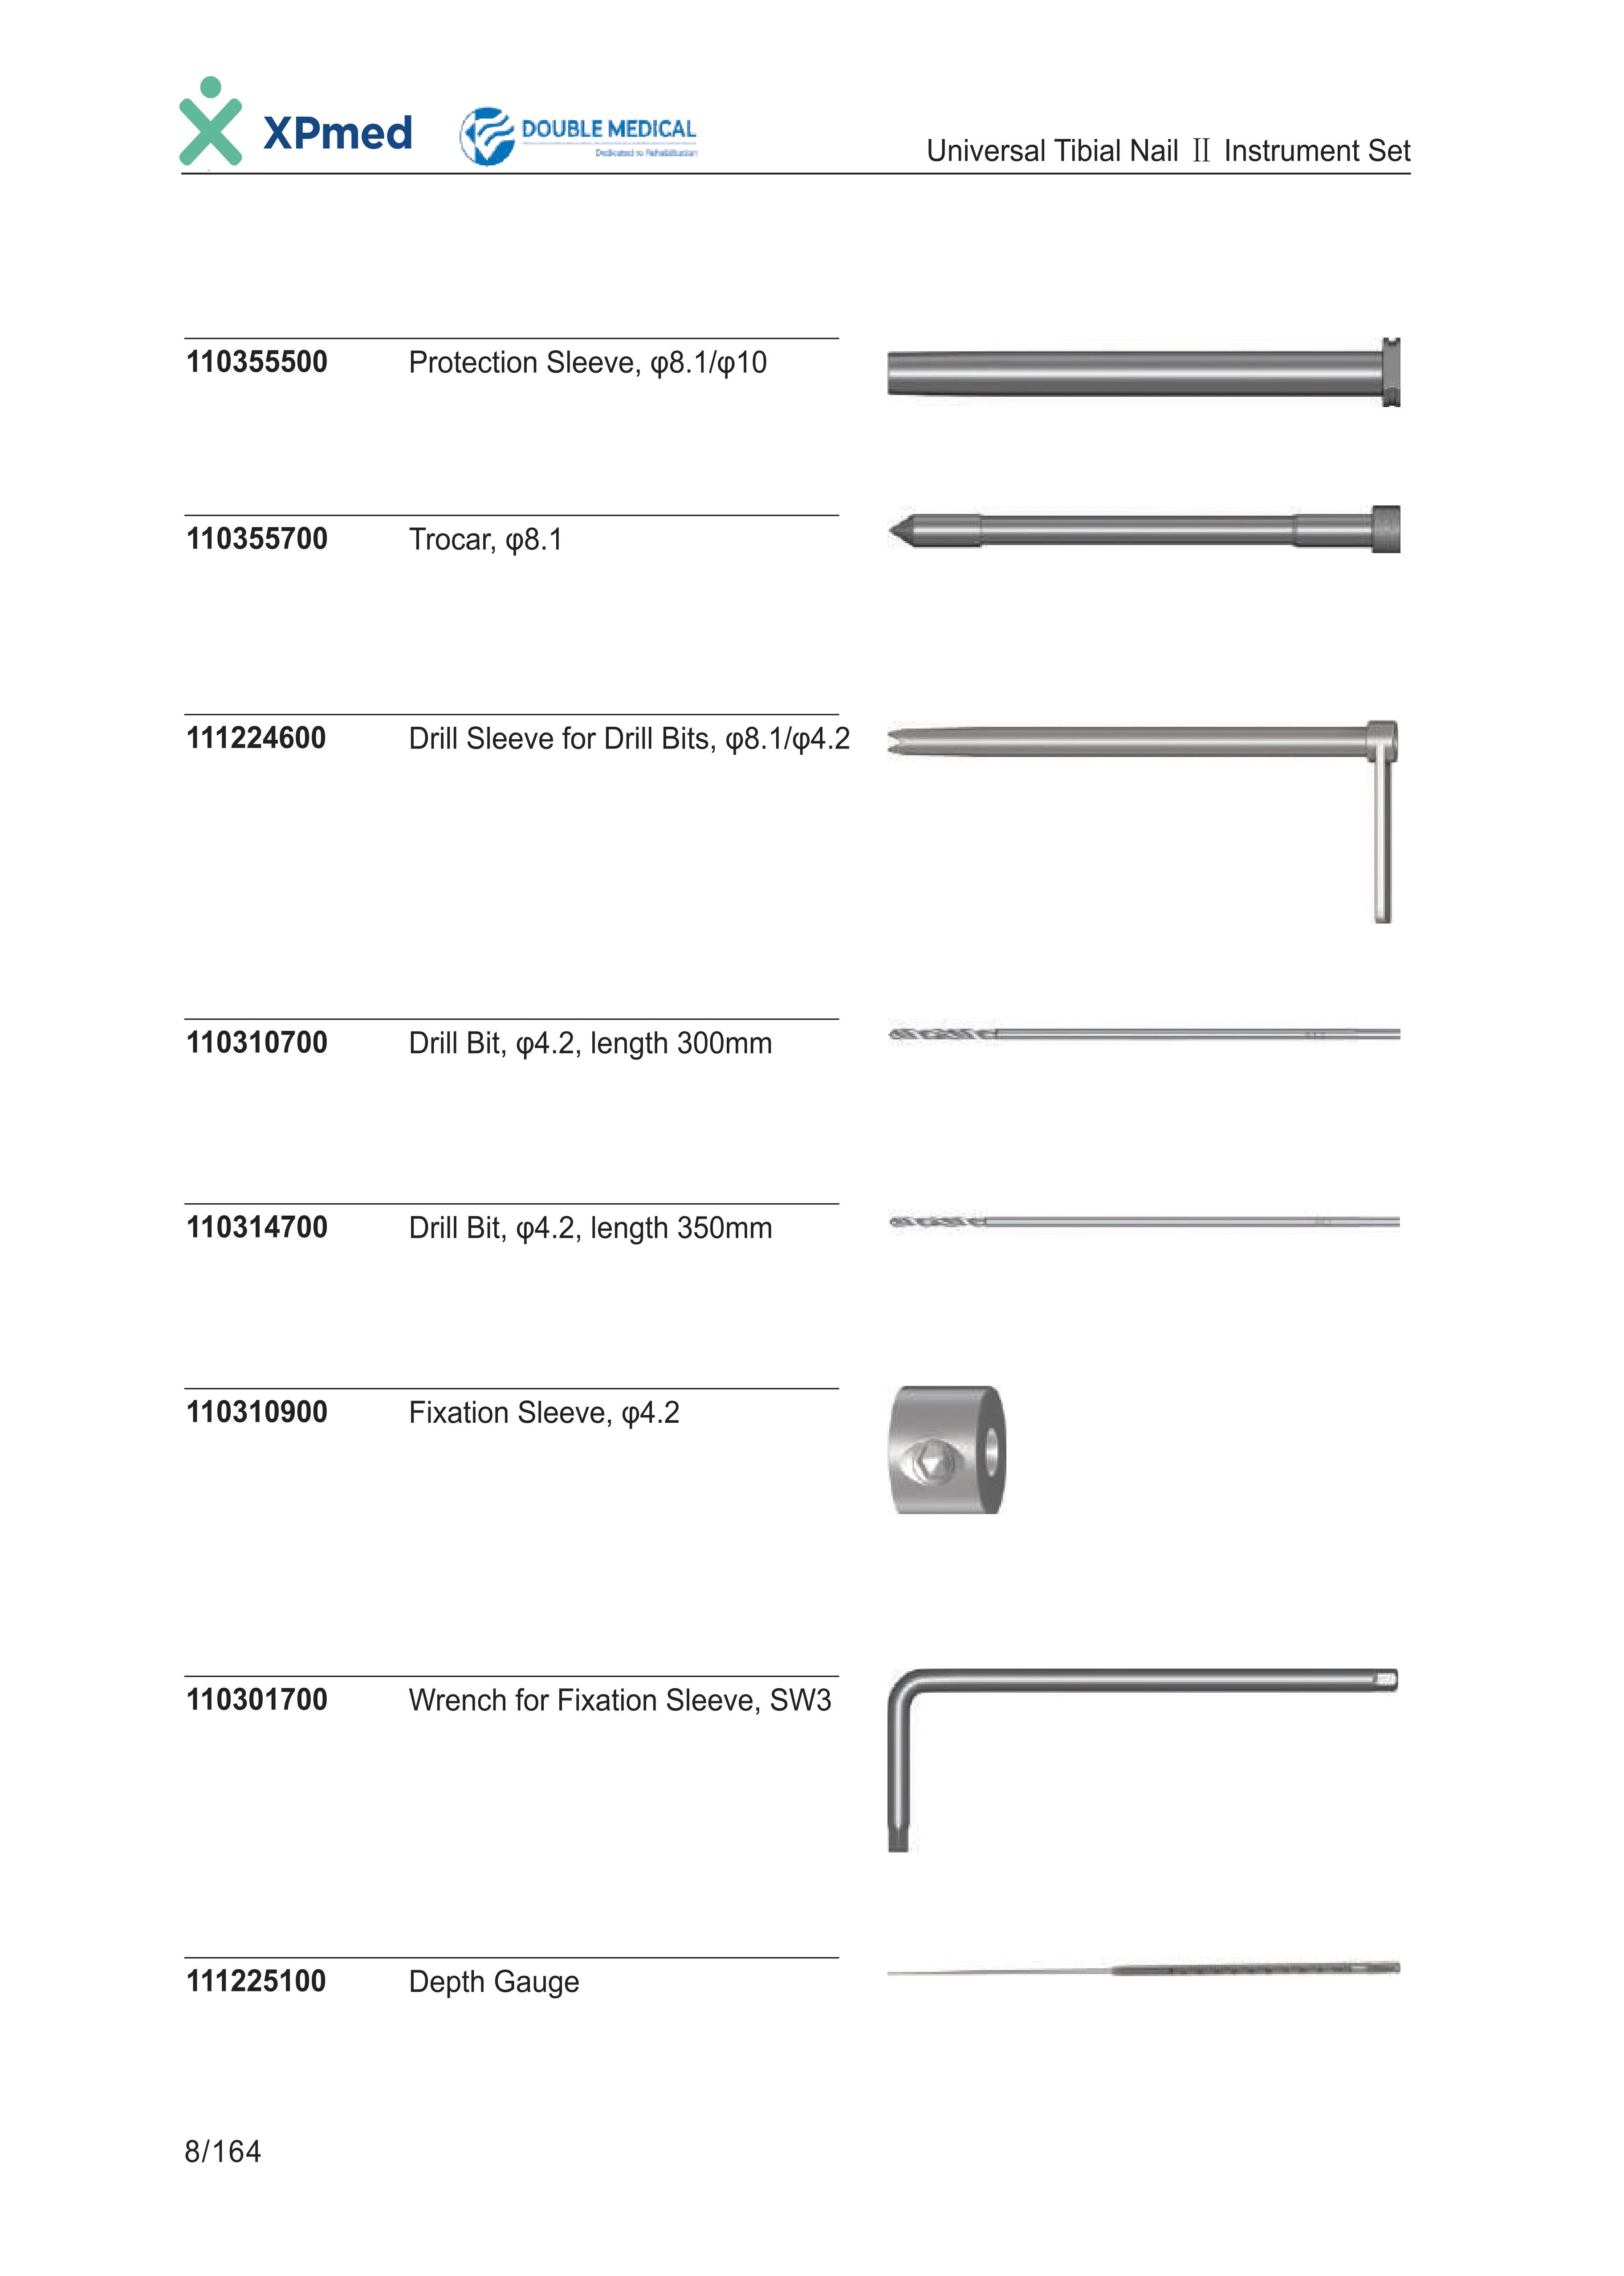 XPmed
DOUBLE MEDICAL
Dedicated to Rehabilitation
Universal Tibial Nail Ⅱ Instrument Set
110355500 Protection Sleeve, φ8.1/φ10
110355700 Trocar, φ8.1
111224600 Drill Sleeve for Drill Bits, φ8.1/φ4.2
110310700 Drill Bit, φ4.2, length 300mm
110314700 Drill Bit, φ4.2, length 350mm
110310900 Fixation Sleeve, φ4.2
110301700 Wrench for Fixation Sleeve, SW3
111225100 Depth Gauge
8/164